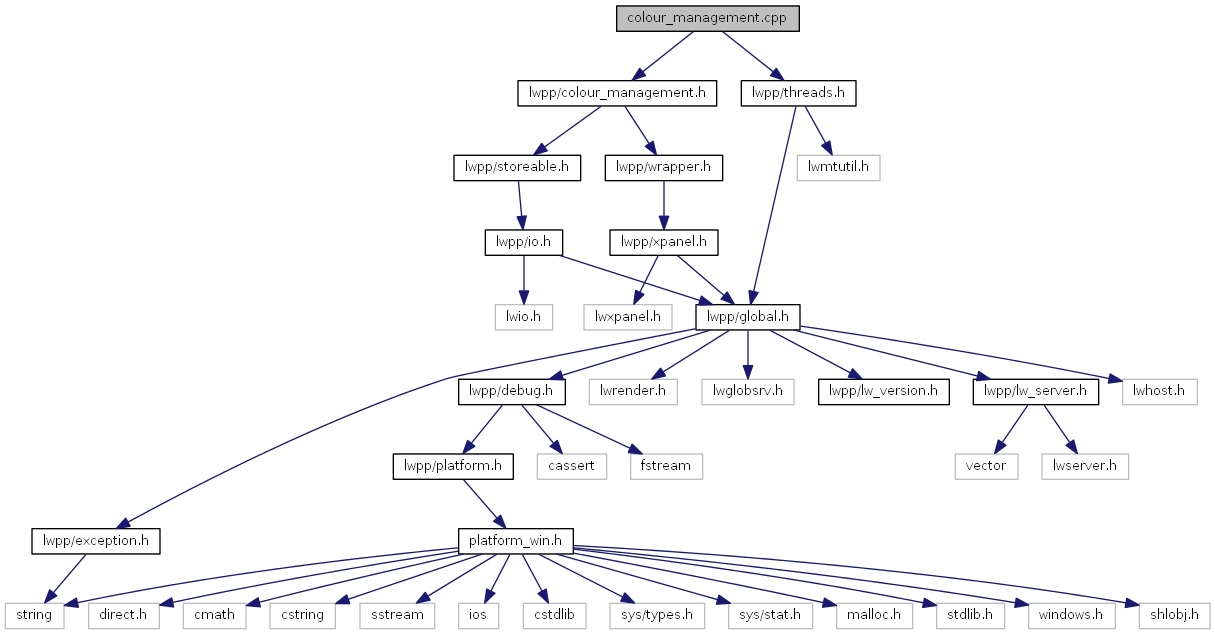 colour_management.cpp
lwpp/colour_management.h
lwpp/threads.h
lwpp/storeable.h
lwpp/wrapper.h
lwmtutil.h
lwpp/io.h
lwpp/xpanel.h
lwio.h
lwxpanel.h
lwpp/global.h
lwpp/debug.h
lwrender.h
lwglobsrv.h
lwpp/lw_version.h
lwpp/lw_server.h
lwhost.h
lwpp/platform.h
cassert
fstream
vector
lwserver.h
lwpp/exception.h
platform_win.h
string
direct.h
cmath
cstring
sstream
ios
cstdlib
sys/types.h
sys/stat.h
malloc.h
stdlib.h
windows.h
shlobj.h